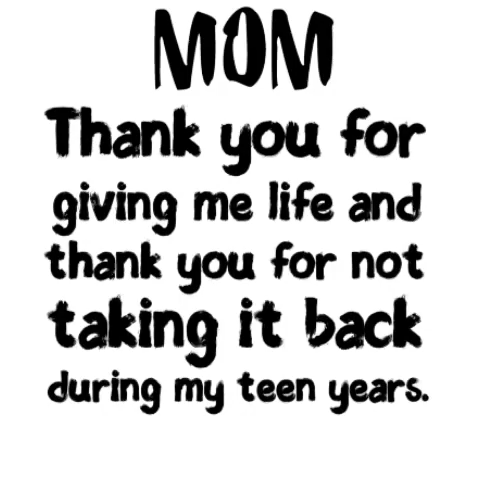 MOM
Thank you for
giving me life and
thank you for not
taking it back
during my teen years.